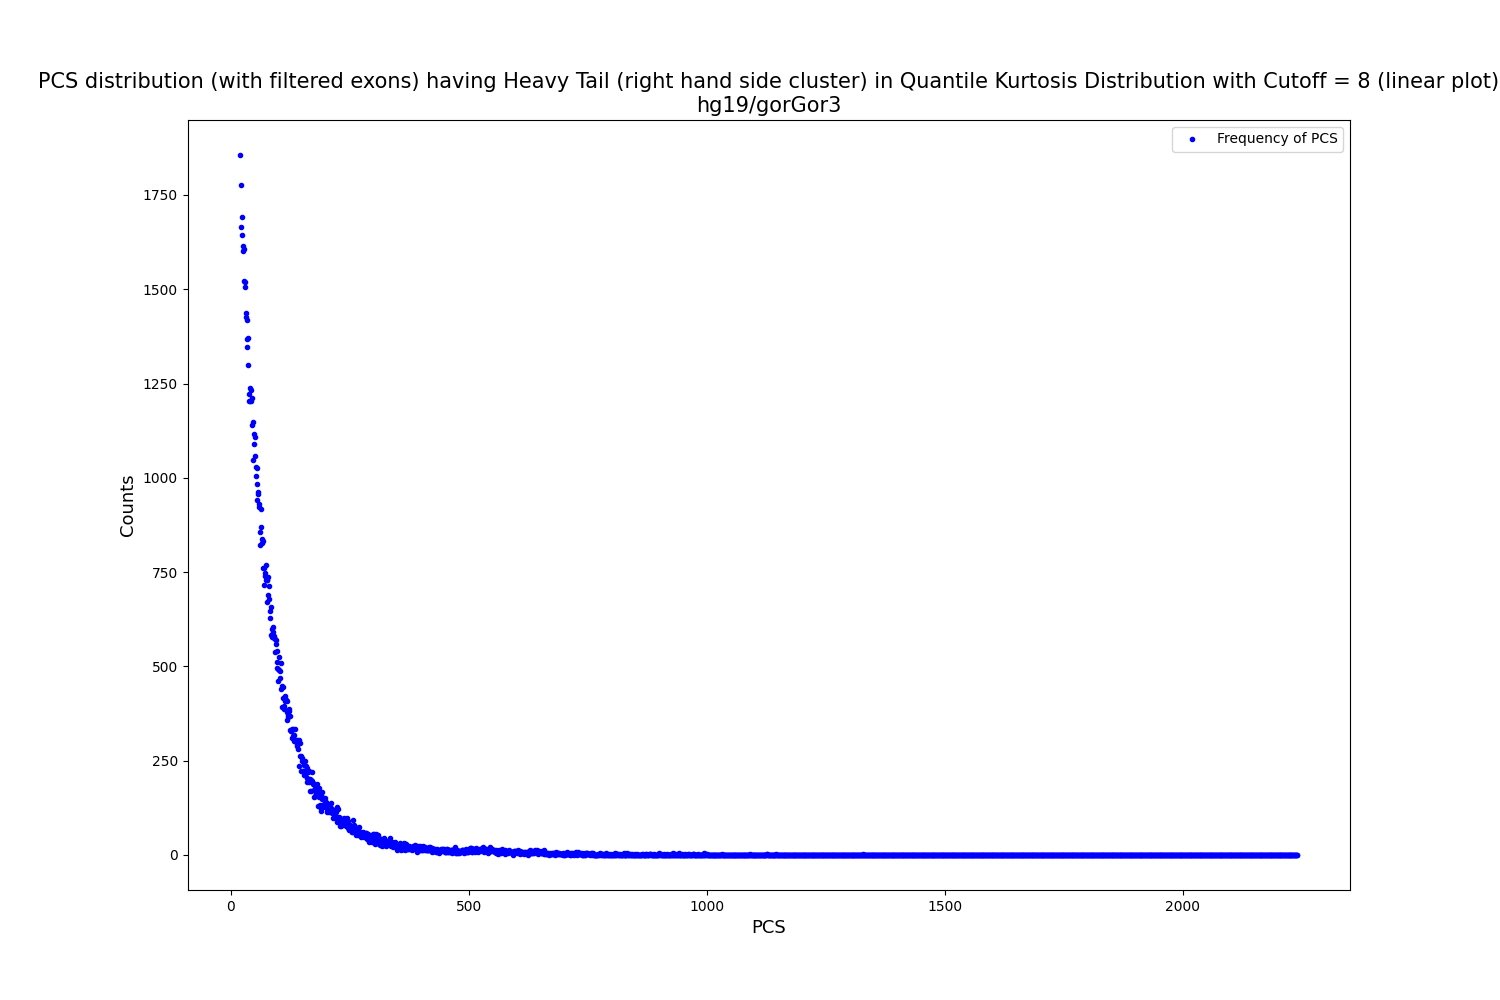 PCS distribution (with filtered exons) having Heavy Tail (right hand side cluster) in Quantile Kurtosis Distribution with Cutoff = 8 (linear plot)
hg19/gorGor3
Frequency of PCS
1750
1500
1250
1000
750
500
250
0
Counts
0
500
1000
1500
2000
PCS